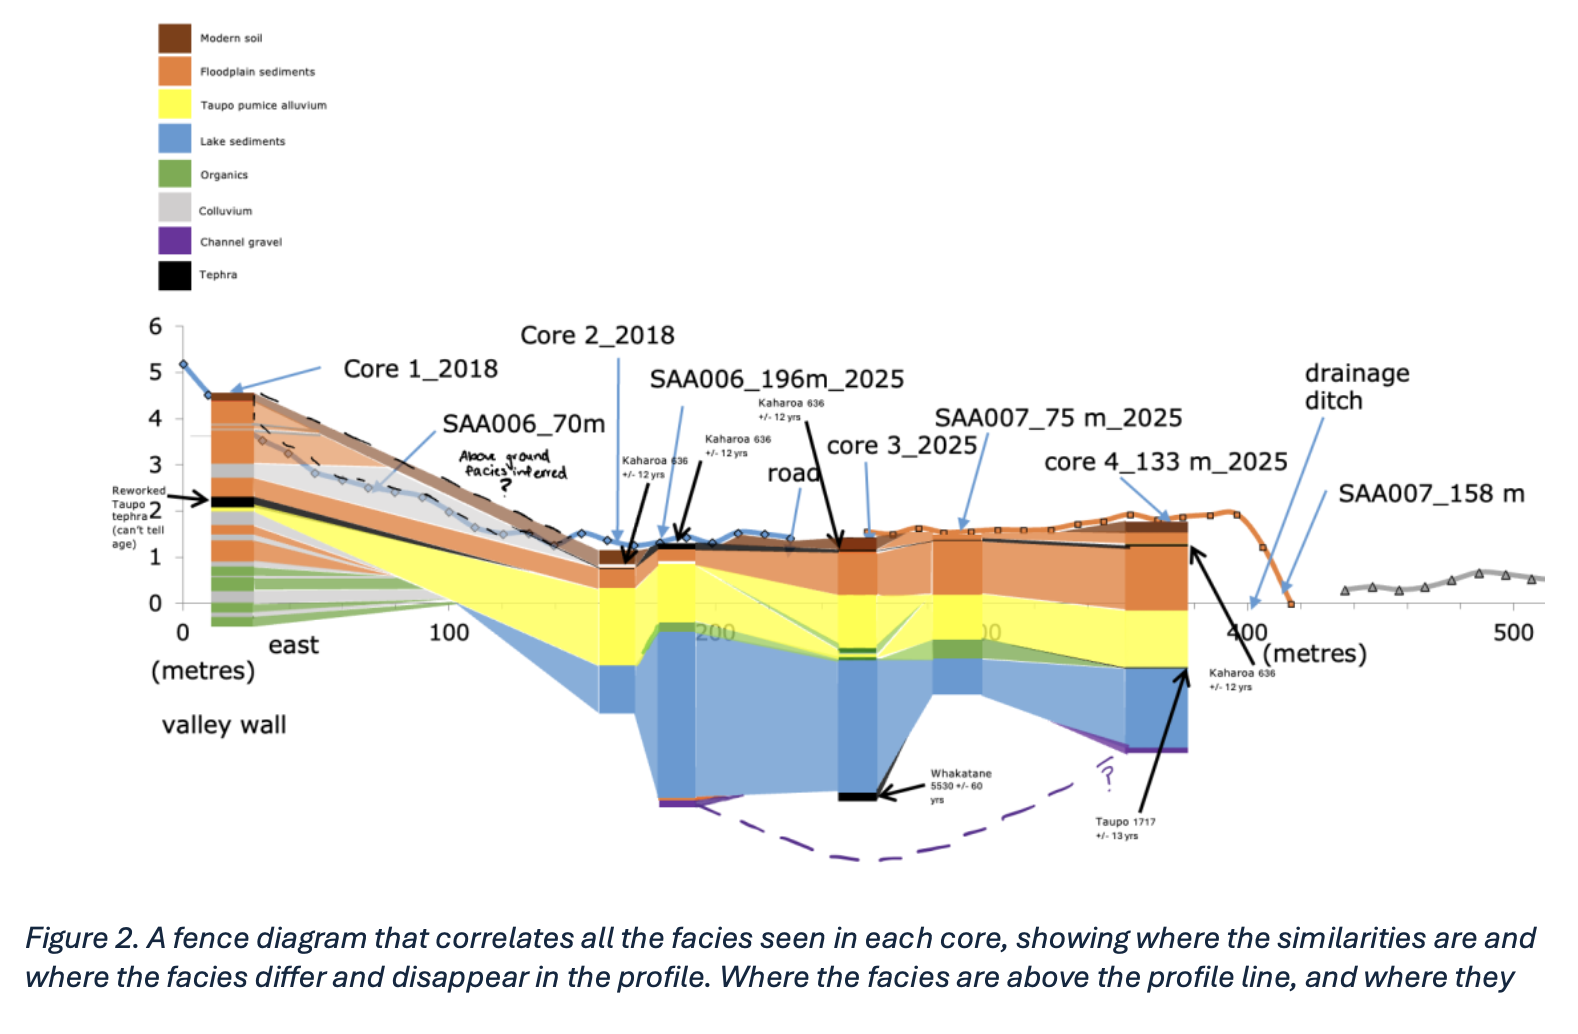 Modern soil
Floodplain sediments
Taupo pumice alluvium
Lake sediments
Organics
Colluvium
Channel gravel
Tephra
6
5
4
3
2
1
0
Core 1_2018
Core 2_2018
SAA006_196m_2025
Kaharoa 636
+/- 12 yrs
SAA006_70m
Above ground
facies inferred
?
Kaharoa 636
+/- 12 yrs
Kaharoa 636
+/- 12 yrs
road
core 3_2025
SAA007_75 m_2025
core 4_133 m_2025
drainage
ditch
SAA007_158 m
Reworked
Taupo
tephra
(can't tell
age)
0
100
200
00
400
500
east
(metres)
(metres)
valley wall
Kaharoa 636
+/- 12 yrs
Whakatane
5530 +/- 60
yrs
?
Taupo 1717
+/- 13 yrs
Figure 2. A fence diagram that correlates all the facies seen in each core, showing where the similarities are and
where the facies differ and disappear in the profile. Where the facies are above the profile line, and where they